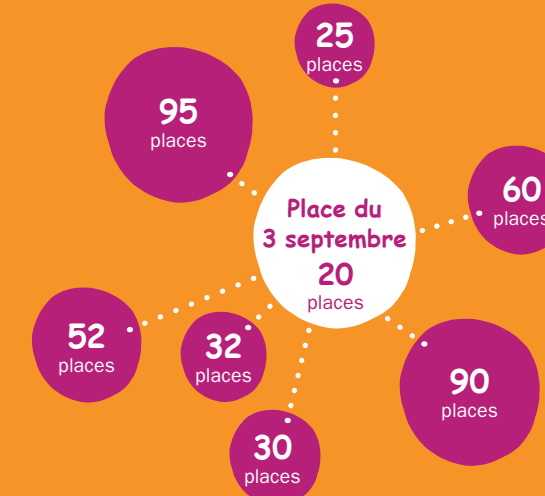 25
places
95
places
60
places
Place du
3 septembre
20
places
52
places
32
places
90
places
30
places